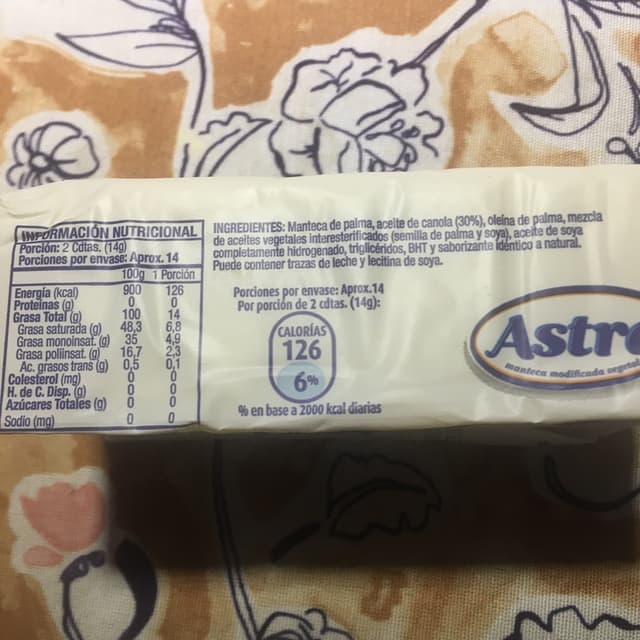 INFORMACIÓN NUTRICIONAL
Porción: 2 Cdtas. (14g)
Porciones por envase: Aprox. 14
100g 1 Porción
Energía (kcal) 900 126
Proteínas (g) 0 0
Grasa Total (g) 100 14
Grasa saturada (g) 48,3 6,8
Grasa monoinsat. (g) 35 4,9
Grasa poliinsat. (g) 16,7 2,3
Ac. grasos trans (g) 0,5 0,1
Colesterol (mg) 0 0
H. de C. Disp. (g) 0 0
Azúcares Totales (g) 0 0
Sodio (mg) 0 0
INGREDIENTES: Manteca de palma, aceite de canola (30%), oleína de palma, mezcla
de aceites vegetales interesterificados (semilla de palma y soya), aceite de soya
completamente hidrogenado, triglicéridos, BHT y saborizante idéntico a natural.
Puede contener trazas de leche y lecitina de soya.
Porciones por envase: Aprox.14
Por porción de 2 cdtas. (14g):
CALORÍAS
126
6%
% en base a 2000 kcal diarias
Astr
manteca modificada